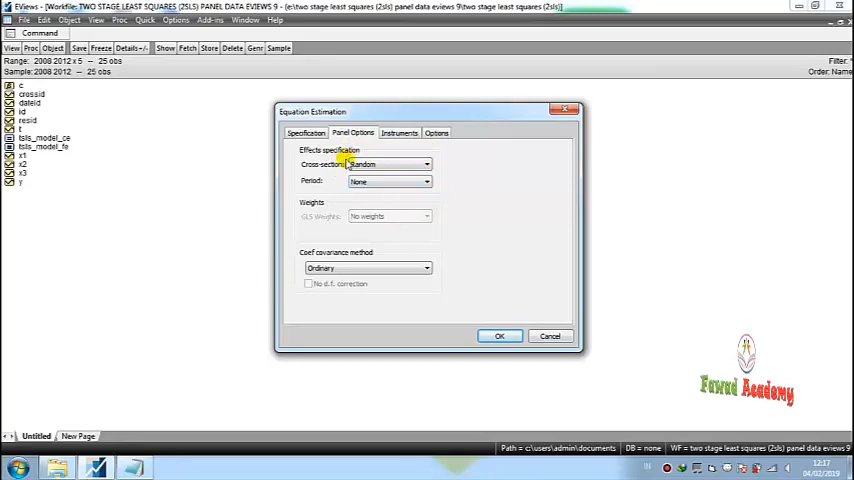 EViews - [Workfile: TWO STAGE LEAST SQUARES (2SLS) PANEL DATA EVIEWS 9 - (e:\two stage least squares (2sls) panel data eviews 9\two stage least squares (2sls)]
File Edit Object View Proc Quick Options Add-ins Window Help
Command
View Proc Object Save Freeze Details+/- Show Fetch Store Delete Genr Sample
Range: 2008 2012 x 5 -- 25 obs
Filter: *
Sample: 2008 2012 -- 25 obs
Order: Name
c
crossid
dateid
id
resid
t
tsls_model_ce
tsls_model_fe
x1
x2
x3
y
Equation Estimation
Specification Panel Options Instruments Options
Effects specification
Cross-section: Random
Period: None
Weights
GLS Weights: No weights
Coef covariance method
Ordinary
No d.f. correction
OK Cancel
Fawad Academy
Untitled New Page
Path = c:\users\admin\documents DB = none WF = two stage least squares (2sls) panel data eviews 9
12:17
04/02/2019